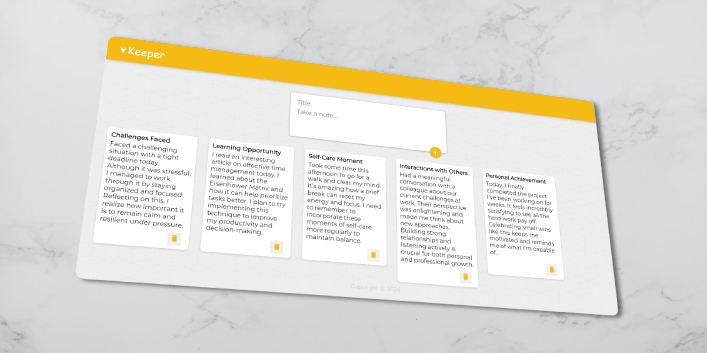 Keeper
Title
Take a note...
Challenges Faced
Faced a challenging
situation with a tight
deadline today.
Although it was stressful,
I managed to work
through it by staying
organized and focused.
Reflecting on this, I
realize how important it
is to remain calm and
resilient under pressure.
Learning Opportunity
I read an interesting
article on effective time
management today. I
learned about the
Eisenhower Matrix and
how it can help prioritize
tasks better. I plan to try
implementing this
technique to improve
my productivity and
decision-making.
Self-Care Moment
Took some time this
afternoon to go for a
walk and clear my mind.
It's amazing how a brief
break can reset my
energy and focus. I need
to remember to
incorporate these
moments of self-care
more regularly to
maintain balance.
Interactions with Others
Had a meaningful
conversation with a
colleague about our
current challenges at
work. Their perspective
was enlightening and
made me think about
new approaches.
Building strong
relationships and
listening actively is
crucial for both personal
and professional growth.
Personal Achievement
Today, I finally
completed the project
I've been working on for
weeks. It feels incredibly
satisfying to see all the
hard work pay off.
Celebrating small wins
like this keeps me
motivated and reminds
me of what I'm capable
of.
Copyright © 2024